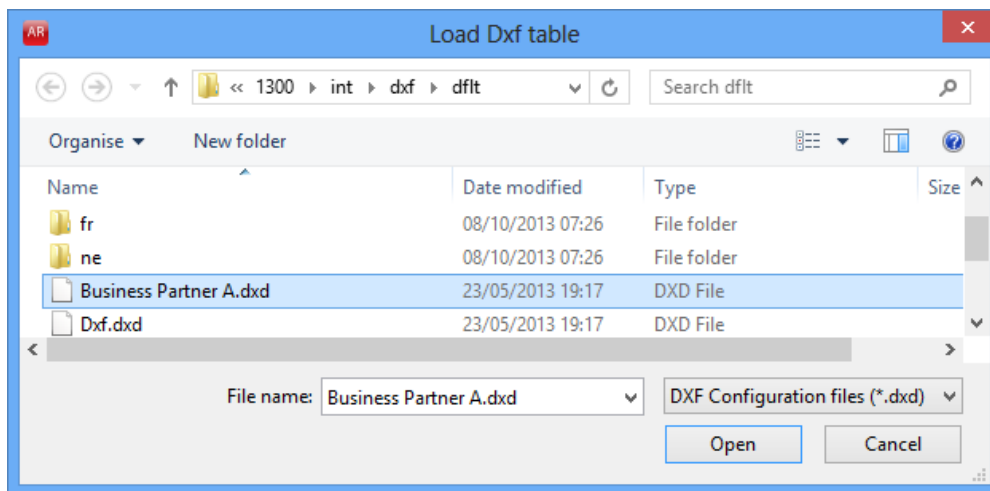 AR Load Dxf table
« 1300 int dxf dflt Search dflt
Organise New folder
Name Date modified Type Size
fr 08/10/2013 07:26 File folder
ne 08/10/2013 07:26 File folder
Business Partner A.dxd 23/05/2013 19:17 DXD File
Dxf.dxd 23/05/2013 19:17 DXD File
File name: Business Partner A.dxd DXF Configuration files (*.dxd)
Open Cancel